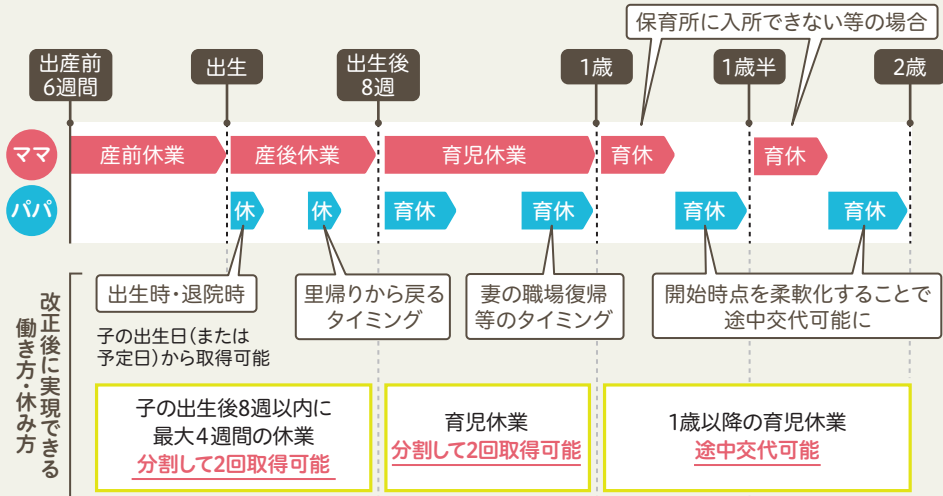 保育所に入所できない等の場合
出産前
6週間
出生
出生後
8週
1歳
1歳半
2歳
ママ
産前休業
産後休業
育児休業
育休
育休
パパ
休
休
育休
育休
育休
育休
改正後に実現できる
働き方・休み方
出生時・退院時
里帰りから戻る
タイミング
妻の職場復帰
等のタイミング
開始時点を柔軟化することで
途中交代可能に
子の出生日(または
予定日)から取得可能
子の出生後8週以内に
最大4週間の休業
分割して2回取得可能
育児休業
分割して2回取得可能
1歳以降の育児休業
途中交代可能